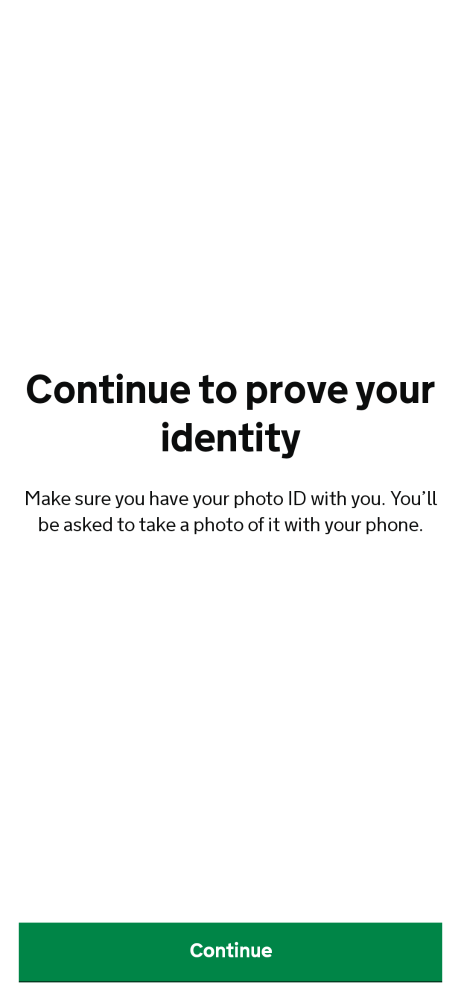 Continue to prove your
identity
Make sure you have your photo ID with you. You’ll
be asked to take a photo of it with your phone.
Continue